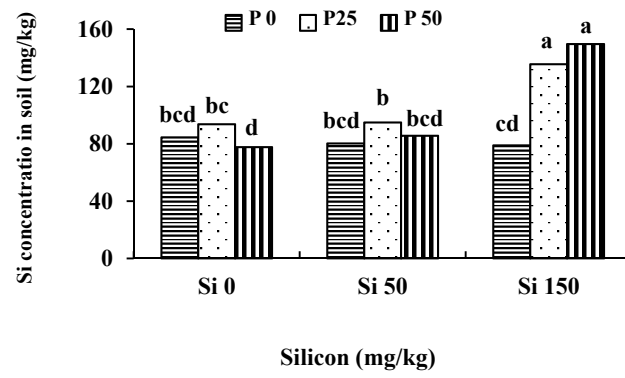 P 0 P25 P 50
Si concentratio in soil (mg/kg)
160
120
80
40
0
bcd bc d
bcd b bcd
cd a a
Si 0 Si 50 Si 150
Silicon (mg/kg)